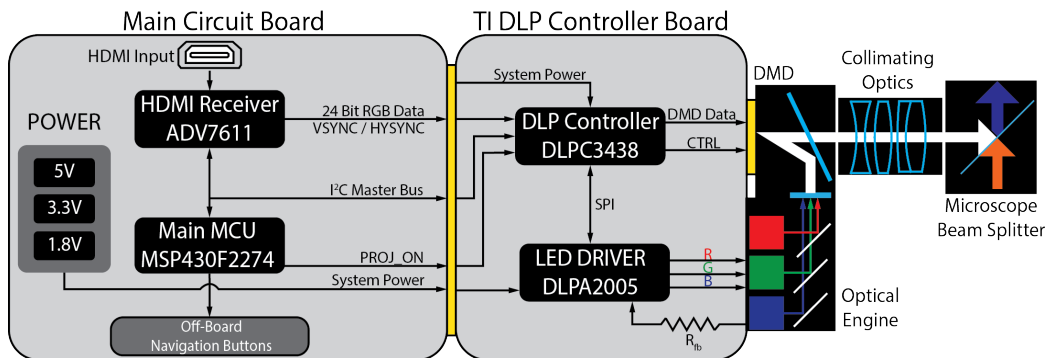 Main Circuit Board
TI DLP Controller Board
HDMI Input
HDMI Receiver
ADV7611
24 Bit RGB Data
VSYNC / HYSYNC
POWER
5V
3.3V
1.8V
I²C Master Bus
Main MCU
MSP430F2274
PROJ_ON
System Power
Off-Board
Navigation Buttons
System Power
DLP Controller
DLPC3438
DMD Data
CTRL
SPI
LED DRIVER
DLPA2005
R
G
B
Rfb
DMD
Collimating
Optics
Microscope
Beam Splitter
Optical
Engine